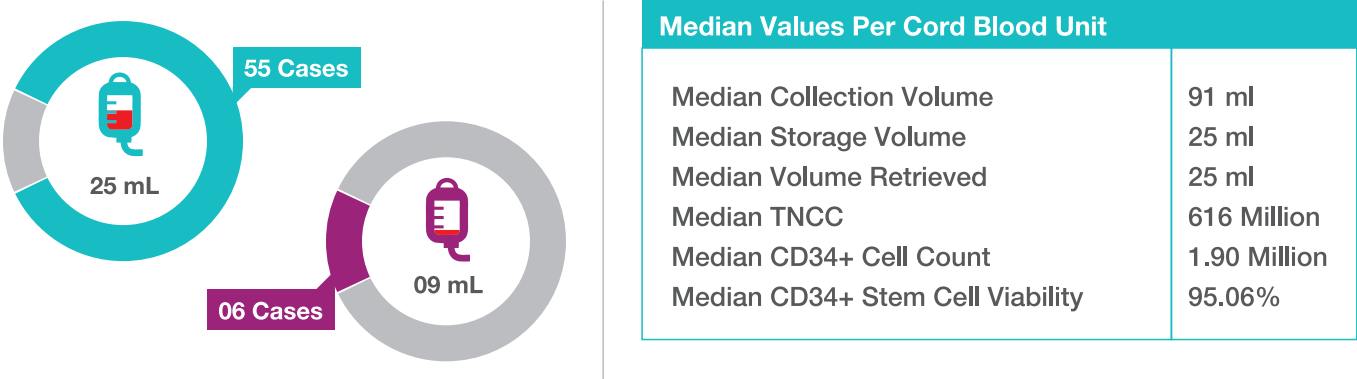 55 Cases
25 mL
09 mL
06 Cases
Median Values Per Cord Blood Unit
Median Collection Volume 91 ml
Median Storage Volume 25 ml
Median Volume Retrieved 25 ml
Median TNCC 616 Million
Median CD34+ Cell Count 1.90 Million
Median CD34+ Stem Cell Viability 95.06%